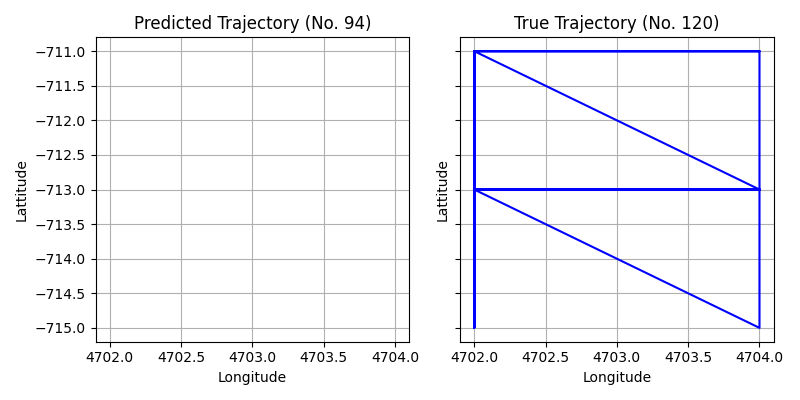 Predicted Trajectory (No. 94)
−711.0
−711.5
−712.0
−712.5
−713.0
−713.5
−714.0
−714.5
−715.0
Lattitude
4702.0 4702.5 4703.0 4703.5 4704.0
Longitude
True Trajectory (No. 120)
Lattitude
4702.0 4702.5 4703.0 4703.5 4704.0
Longitude